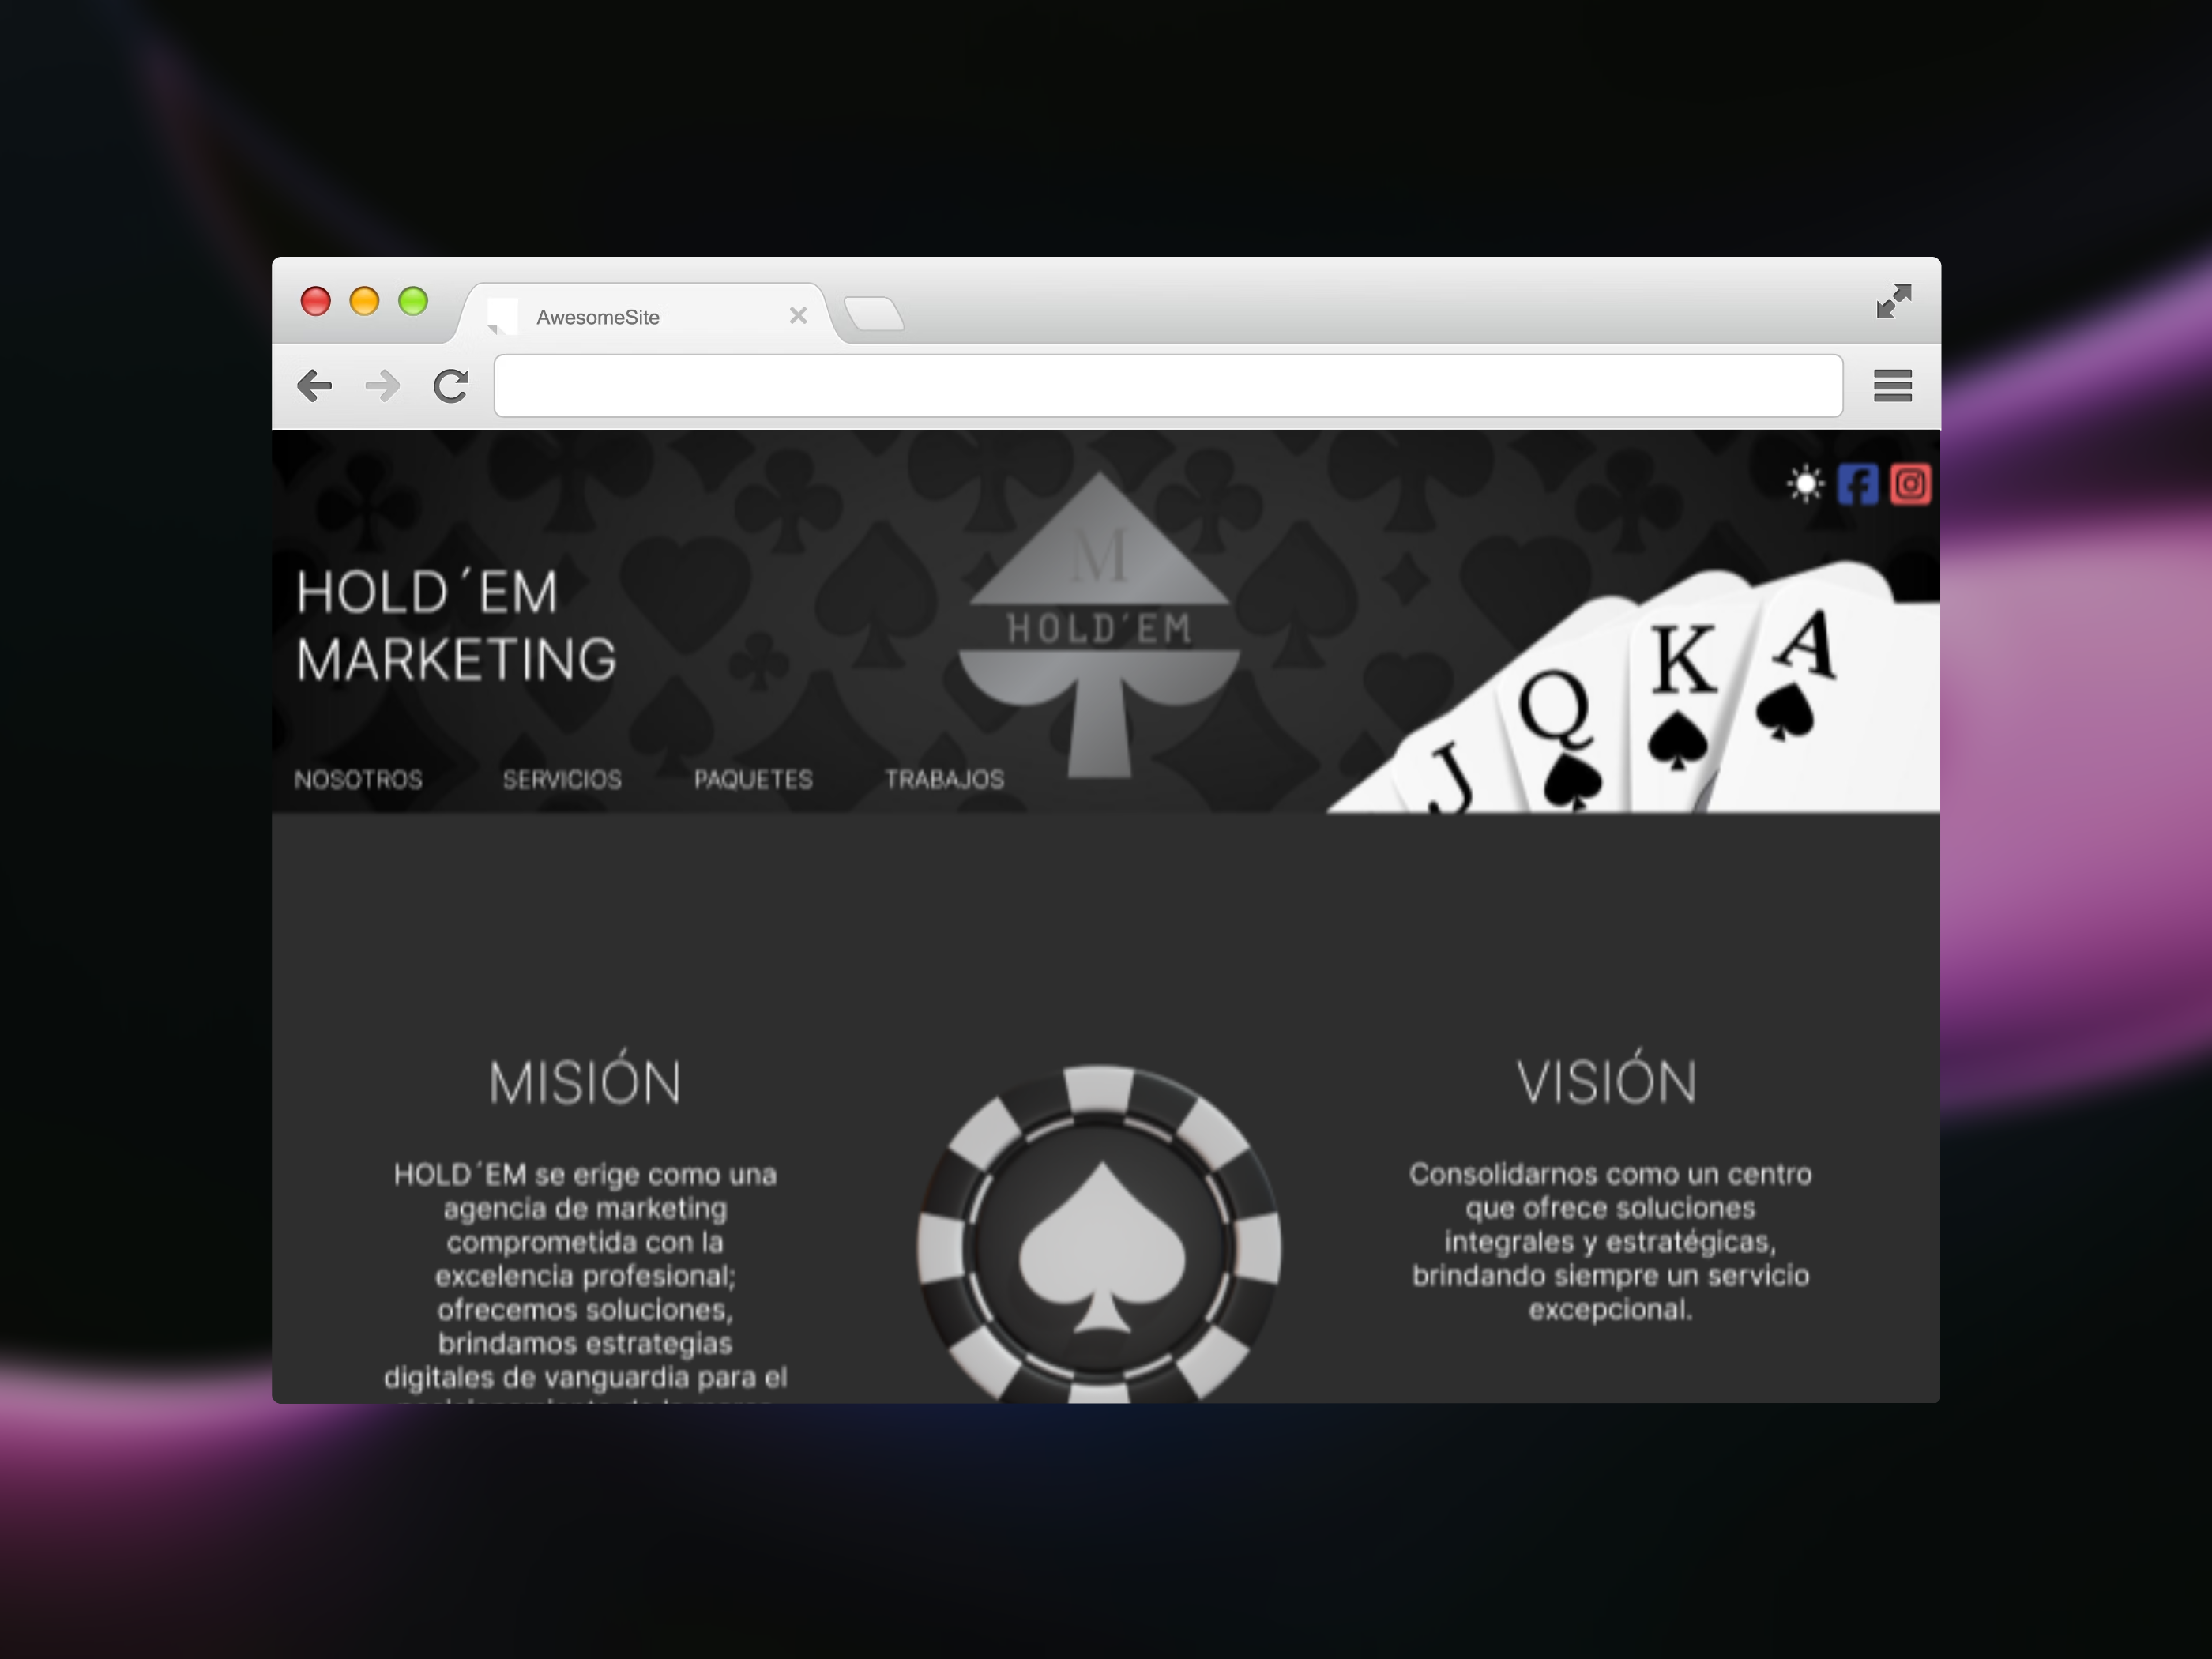 AwesomeSite
M
HOLD´EM
HOLD´EM
MARKETING
J
Q
K
A
NOSOTROS SERVICIOS PAQUETES TRABAJOS
MISIÓN
HOLD´EM se erige como una
agencia de marketing
comprometida con la
excelencia profesional;
ofrecemos soluciones,
brindamos estrategias
digitales de vanguardia para el
VISIÓN
Consolidarnos como un centro
que ofrece soluciones
integrales y estratégicas,
brindando siempre un servicio
excepcional.